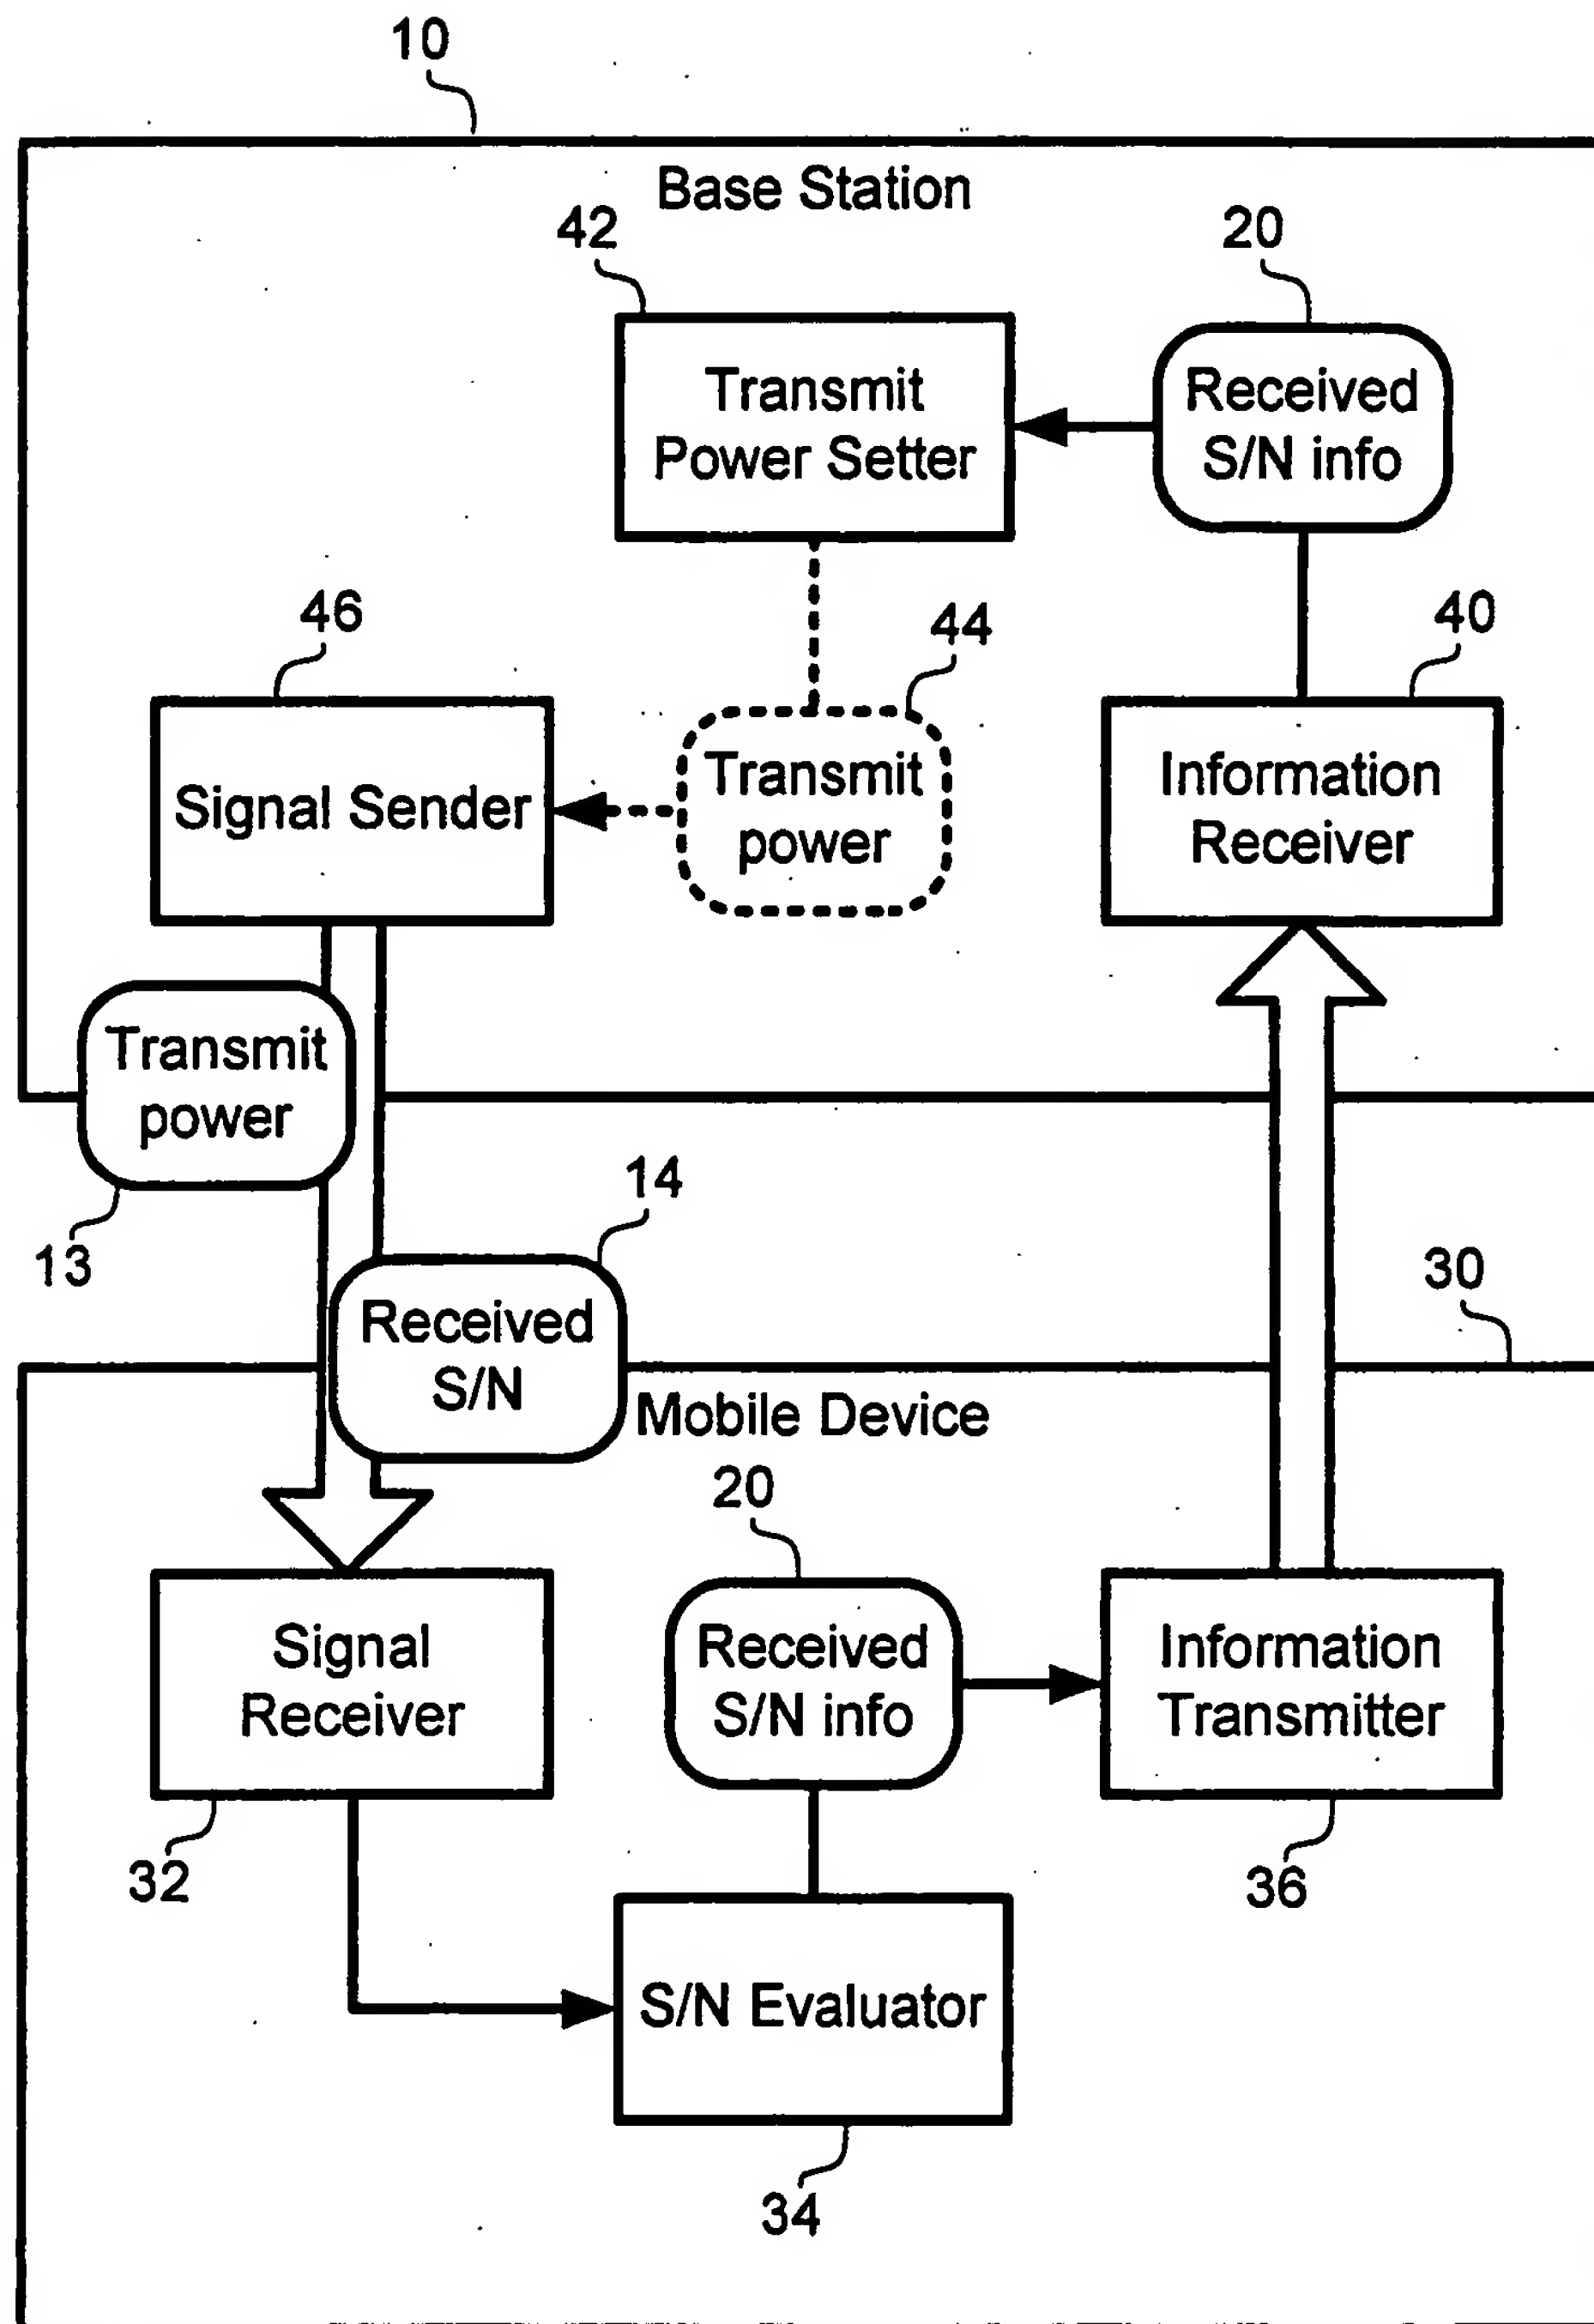 10
Base Station
42
20
Transmit
Power Setter
Received
S/N info
46
44
40
Signal Sender
Transmit
power
Information
Receiver
Transmit
power
13
14
Received
S/N
30
Mobile Device
20
Signal
Receiver
Received
S/N info
Information
Transmitter
32
36
S/N Evaluator
34